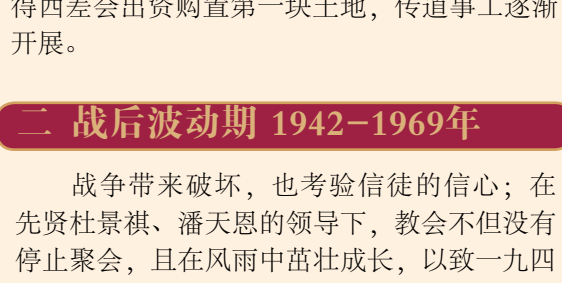 得西差会出资购置第一块土地，传道事工逐渐
开展。
二 战后波动期 1942-1969年
战争带来破坏，也考验信徒的信心；在
先贤杜景祺、潘天恩的领导下，教会不但没有
停止聚会，且在风雨中茁壮成长，以致一九四